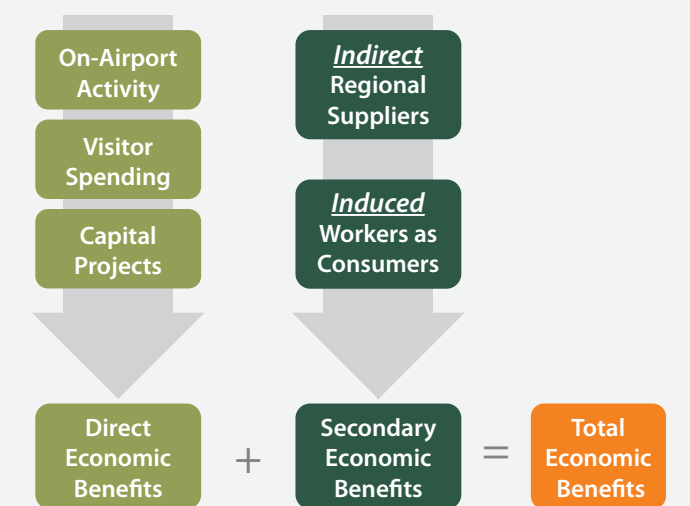 On-Airport
Activity
Visitor
Spending
Capital
Projects
Indirect
Regional
Suppliers
Induced
Workers as
Consumers
Direct
Economic
Benefits
+
Secondary
Economic
Benefits
=
Total
Economic
Benefits